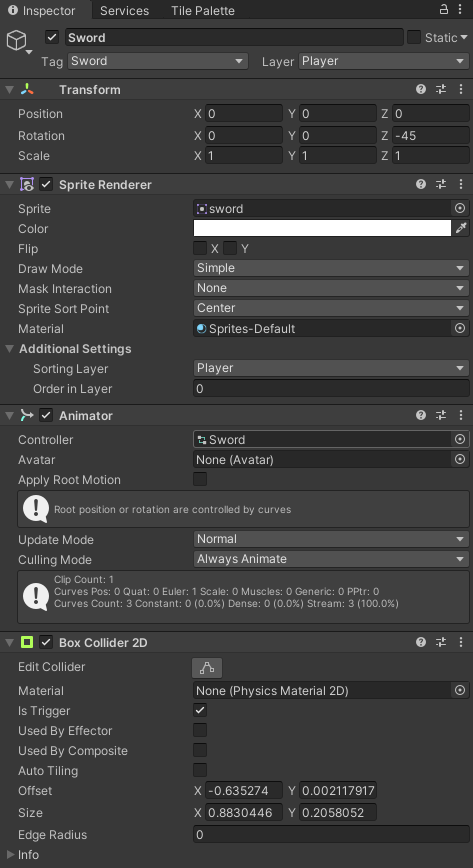 Inspector Services Tile Palette
Sword Static
Tag Sword Layer Player
Transform
Position X 0 Y 0 Z 0
Rotation X 0 Y 0 Z -45
Scale X 1 Y 1 Z 1
Sprite Renderer
Sprite sword
Color
Flip X Y
Draw Mode Simple
Mask Interaction None
Sprite Sort Point Center
Material Sprites-Default
Additional Settings
Sorting Layer Player
Order in Layer 0
Animator
Controller Sword
Avatar None (Avatar)
Apply Root Motion
Root position or rotation are controlled by curves
Update Mode Normal
Culling Mode Always Animate
Clip Count: 1
Curves Pos: 0 Quat: 0 Euler: 1 Scale: 0 Muscles: 0 Generic: 0 PPtr: 0
Curves Count: 3 Constant: 0 (0.0%) Dense: 0 (0.0%) Stream: 3 (100.0%)
Box Collider 2D
Edit Collider
Material None (Physics Material 2D)
Is Trigger
Used By Effector
Used By Composite
Auto Tiling
Offset X -0.635274 Y 0.002117917
Size X 0.8830446 Y 0.2058052
Edge Radius 0
Info